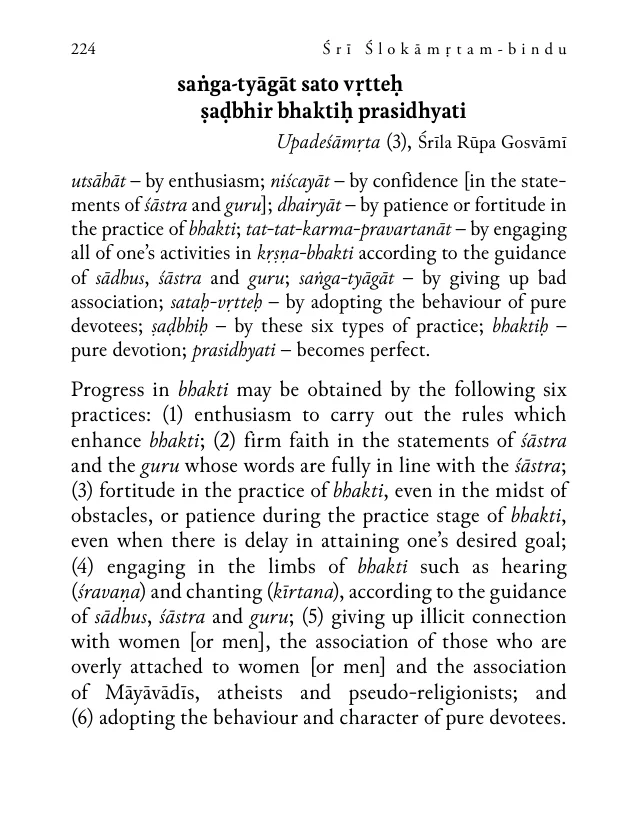 224 Śrī Ślokāmṛtam-bindu
saṅga-tyāgāt sato vṛtteḥ
ṣaḍbhir bhaktiḥ prasidhyati
Upadeśāmṛta (3), Śrīla Rūpa Gosvāmī
utsāhāt – by enthusiasm; niścayāt – by confidence [in the state-
ments of śāstra and guru]; dhairyāt – by patience or fortitude in
the practice of bhakti; tat-tat-karma-pravartanāt – by engaging
all of one’s activities in kṛṣṇa-bhakti according to the guidance
of sādhus, śāstra and guru; saṅga-tyāgāt – by giving up bad
association; sataḥ-vṛtteḥ – by adopting the behaviour of pure
devotees; ṣaḍbhiḥ – by these six types of practice; bhaktiḥ –
pure devotion; prasidhyati – becomes perfect.
Progress in bhakti may be obtained by the following six
practices: (1) enthusiasm to carry out the rules which
enhance bhakti; (2) firm faith in the statements of śāstra
and the guru whose words are fully in line with the śāstra;
(3) fortitude in the practice of bhakti, even in the midst of
obstacles, or patience during the practice stage of bhakti,
even when there is delay in attaining one’s desired goal;
(4) engaging in the limbs of bhakti such as hearing
(śravaṇa) and chanting (kīrtana), according to the guidance
of sādhus, śāstra and guru; (5) giving up illicit connection
with women [or men], the association of those who are
overly attached to women [or men] and the association
of Māyāvādīs, atheists and pseudo-religionists; and
(6) adopting the behaviour and character of pure devotees.